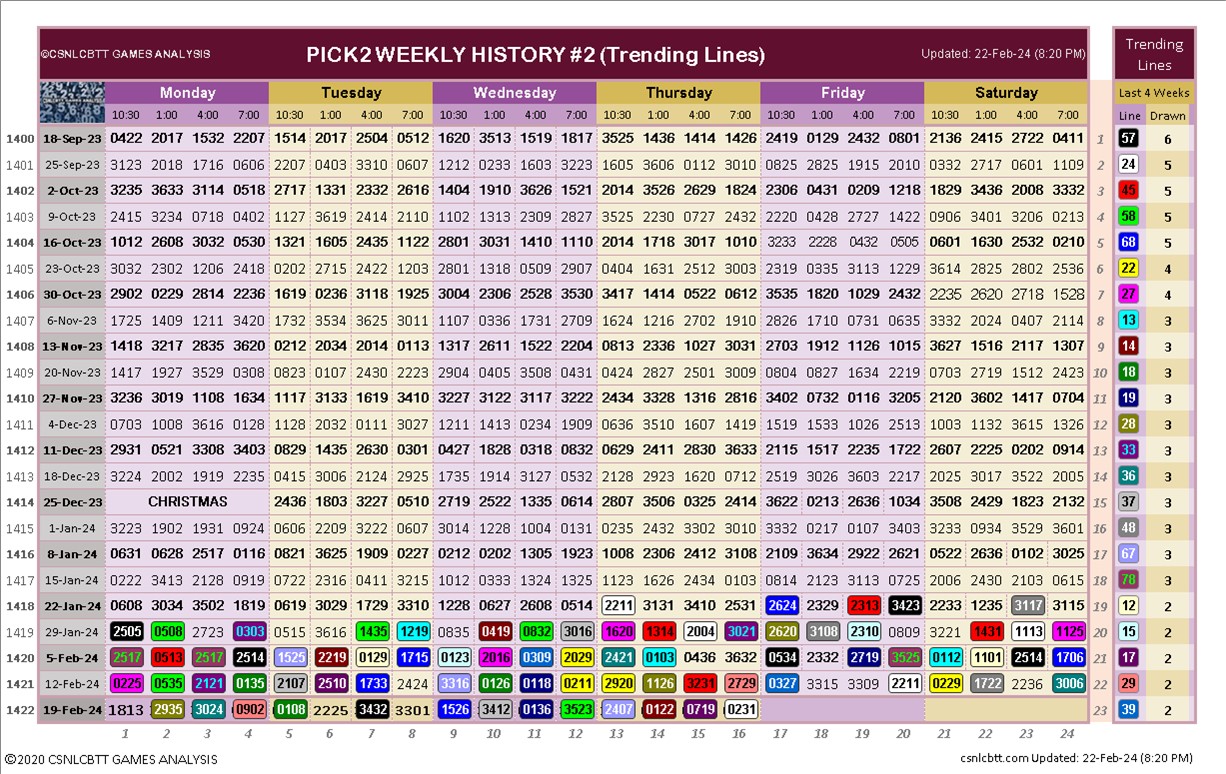 ©CSNLCBTT GAMES ANALYSIS PICK2 WEEKLY HISTORY #2 (Trending Lines) Updated: 22-Feb-24 (8:20 PM) Trending Lines
Monday Tuesday Wednesday Thursday Friday Saturday Last 4 Weeks
10:30 1:00 4:00 7:00 10:30 1:00 4:00 7:00 10:30 1:00 4:00 7:00 10:30 1:00 4:00 7:00 10:30 1:00 4:00 7:00 10:30 1:00 4:00 7:00 Line Drawn
1400 18-Sep-23 0422 2017 1532 2207 1514 2017 2504 0512 1620 3513 1519 1817 3525 1436 1414 1426 2419 0129 2432 0801 2136 2415 2722 0411 1 57 6
1401 25-Sep-23 3123 2018 1716 0606 2207 0403 3310 0607 1212 0233 1603 3223 1605 3606 0112 3010 0825 2825 1915 2010 0332 2717 0601 1109 2 24 5
1402 2-Oct-23 3235 3633 3114 0518 2717 1331 2332 2616 1404 1910 3626 1521 2014 3526 2629 1824 2306 0431 0209 1218 1829 3436 2008 3332 3 45 5
1403 9-Oct-23 2415 3234 0718 0402 1127 3619 2414 2110 1102 1313 2309 2827 3525 2230 0727 2432 2220 0428 2727 1422 0906 3401 3206 0213 4 58 5
1404 16-Oct-23 1012 2608 3032 0530 1321 1605 2435 1122 2801 3031 1410 1110 2014 1718 3017 1010 3233 2228 0432 0505 0601 1630 2532 0210 5 68 5
1405 23-Oct-23 3032 2302 1206 2418 0202 2715 2422 1203 2801 1318 0509 2907 0404 1631 2512 3003 2319 0335 3113 1229 3614 2825 2802 2536 6 22 4
1406 30-Oct-23 2902 0229 2814 2236 1619 0236 3118 1923 3004 2306 2528 3530 3417 1414 0522 0612 3535 1820 1029 2432 2235 2620 2718 1528 7 27 4
1407 6-Nov-23 1725 1409 1211 3420 1732 3534 3625 3011 1107 0336 1731 2709 1624 1216 2702 1910 2826 1710 0731 0635 3332 2024 0407 2114 8 13 3
1408 13-Nov-23 1418 3217 2835 3620 0212 2034 2014 0113 1317 2611 1522 2204 0813 2336 1027 3031 2703 1912 1126 1015 3627 1516 2117 1307 9 14 3
1409 20-Nov-23 1417 1927 3529 0308 0823 0107 2430 2223 2904 0405 3508 0431 0424 2827 2501 3009 0804 0827 1634 2219 0703 2719 1512 2423 10 18 3
1410 27-Nov-23 3236 3019 1108 1634 1117 3133 1619 3410 3227 3122 3117 3222 2434 3328 1316 2816 3402 0732 0116 3205 2120 3602 1417 0704 11 19 3
1411 4-Dec-23 0703 1008 3616 0128 1128 2032 0111 3027 1211 1413 0234 1909 0636 3510 1607 1419 1519 1533 1026 2513 1003 1132 3615 1326 12 28 3
1412 11-Dec-23 2931 0521 3308 3403 0829 1435 2630 0301 0427 1828 0318 0832 0629 2411 2830 3633 2115 1517 2235 1722 2607 2225 0202 0914 13 33 3
1413 18-Dec-23 3224 2002 1919 2235 0415 3006 2124 2923 1735 1914 3127 0532 2128 2923 1620 0712 2519 3026 3603 2217 2025 3017 3522 2005 14 36 3
1414 25-Dec-23 CHRISTMAS 2436 1803 3227 0510 2719 2522 1335 0614 2807 3506 0325 2414 3622 0213 2636 1034 3508 2429 1823 2132 15 37 3
1415 1-Jan-24 3223 1902 1931 0924 0606 2209 3222 0607 3014 1228 1004 0131 0235 2432 3302 3010 3332 0217 0107 3403 3233 0934 3529 3601 16 48 3
1416 8-Jan-24 0631 0628 2517 0116 0821 3625 1909 0227 0212 0202 1305 1923 1008 2306 2412 3108 2109 3634 2922 2621 0522 2636 0102 3025 17 67 3
1417 15-Jan-24 0222 3413 2128 0919 0722 2316 0411 3215 1012 0333 1324 1325 1123 1626 2434 0103 0814 2123 3113 0725 2006 2430 2103 0615 18 78 3
1418 22-Jan-24 0608 3034 3502 1819 0619 3029 1729 3310 1228 0627 2608 0514 2211 3131 3410 2531 2624 2329 2313 3423 2233 1235 3117 3115 19 12 2
1419 29-Jan-24 2505 0508 2723 0303 0515 3616 1435 1219 0835 0419 0832 3016 1620 1314 2004 3021 2620 3108 2310 0809 3221 1431 1113 1125 20 15 2
1420 5-Feb-24 2517 0513 2517 2514 1525 2219 0129 1715 0123 2016 0309 2029 2421 0103 0436 3632 0534 2332 2719 3525 0112 1101 2514 1706 21 17 2
1421 12-Feb-24 0225 0535 2121 0135 2107 2510 1733 2424 3316 0126 0118 0211 2920 1126 3231 2729 0327 3315 3309 2211 0229 1722 2236 3006 22 29 2
1422 19-Feb-24 1813 2935 3024 0902 0108 2225 3432 3301 1526 3412 0136 3523 2407 0122 0719 0231 23 39 2
1 2 3 4 5 6 7 8 9 10 11 12 13 14 15 16 17 18 19 20 21 22 23 24
©2020 CSNLCBTT GAMES ANALYSIS csnlcbtt.com Updated: 22-Feb-24 (8:20 PM)